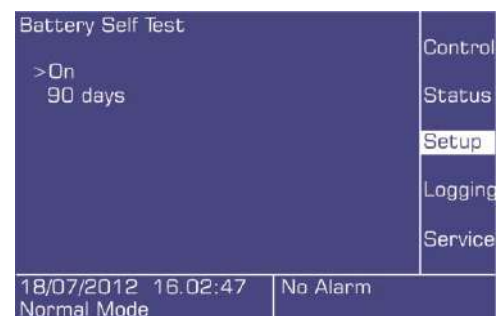 Battery Self Test
>On
90 days
Control
Status
Setup
Logging
Service
18/07/2012 16.02:47
Normal Mode
No Alarm